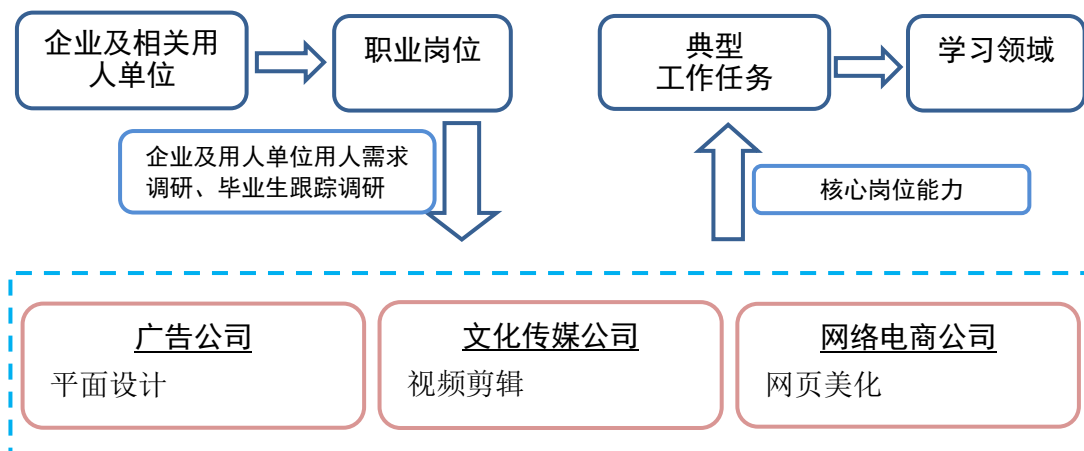 企业及相关用
人单位
职业岗位
典型
工作任务
学习领域
企业及用人单位用人需求
调研、毕业生跟踪调研
核心岗位能力
广告公司
平面设计
文化传媒公司
视频剪辑
网络电商公司
网页美化